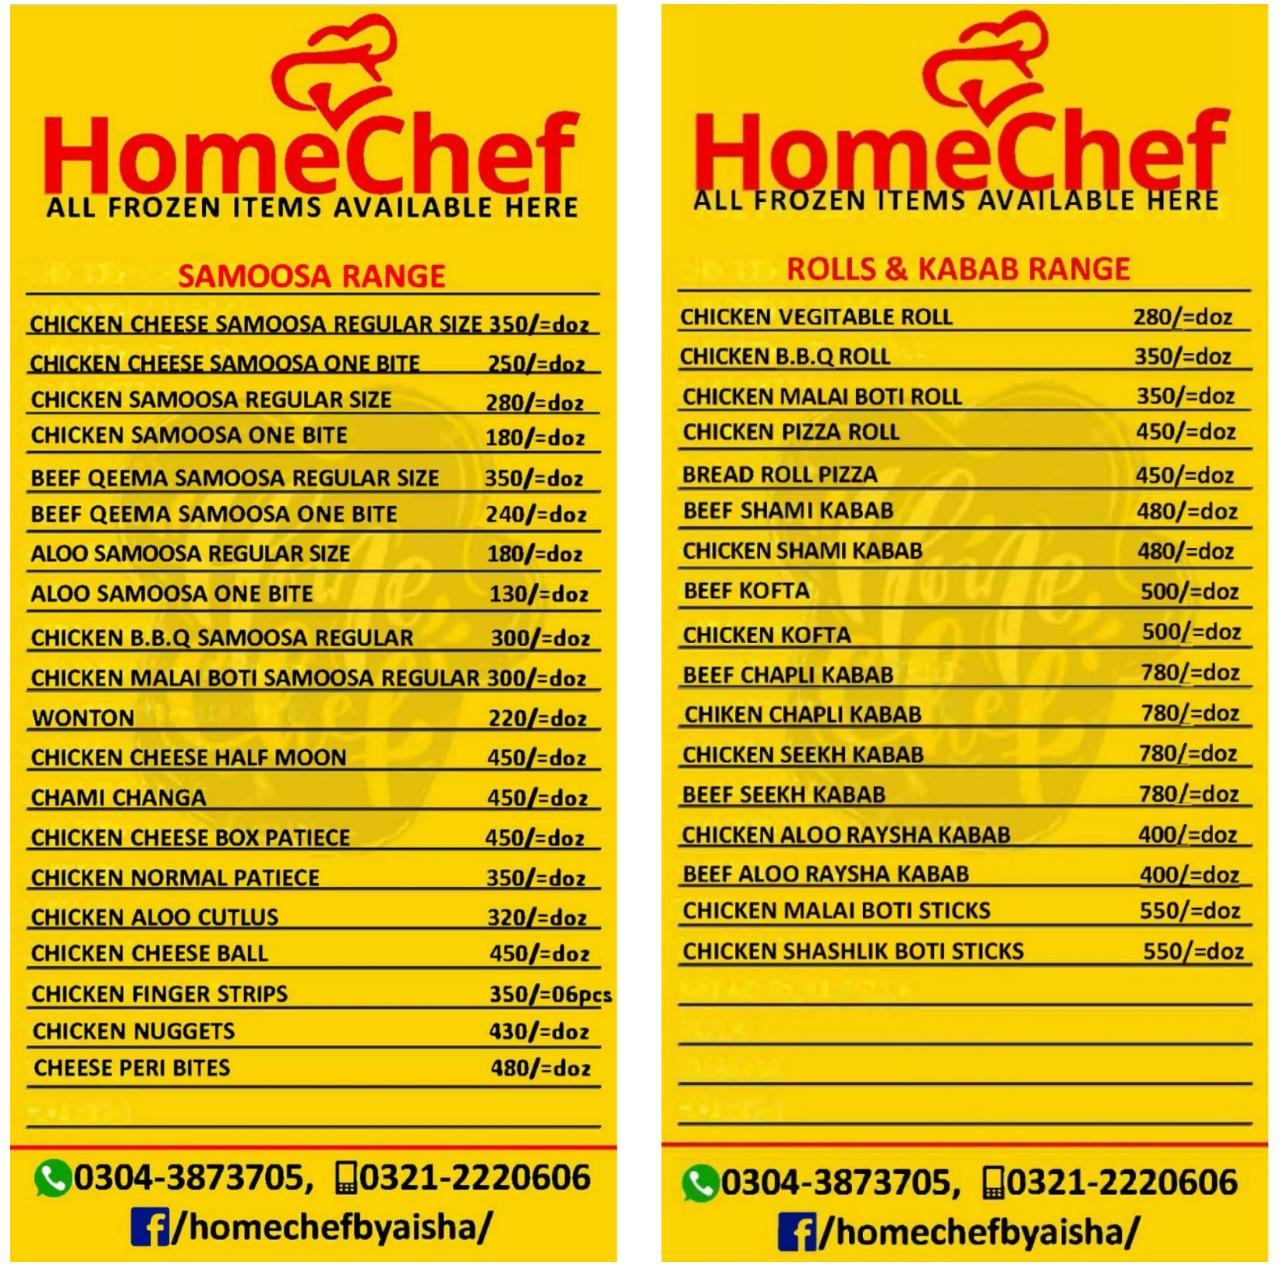 HomeChef
ALL FROZEN ITEMS AVAILABLE HERE
SAMOOSA RANGE
CHICKEN CHEESE SAMOOSA REGULAR SIZE 350/=doz
CHICKEN CHEESE SAMOOSA ONE BITE 250/=doz
CHICKEN SAMOOSA REGULAR SIZE 280/=doz
CHICKEN SAMOOSA ONE BITE 180/=doz
BEEF QEEMA SAMOOSA REGULAR SIZE 350/=doz
BEEF QEEMA SAMOOSA ONE BITE 240/=doz
ALOO SAMOOSA REGULAR SIZE 180/=doz
ALOO SAMOOSA ONE BITE 130/=doz
CHICKEN B.B.Q SAMOOSA REGULAR 300/=doz
CHICKEN MALAI BOTI SAMOOSA REGULAR 300/=doz
WONTON 220/=doz
CHICKEN CHEESE HALF MOON 450/=doz
CHAMI CHANGA 450/=doz
CHICKEN CHEESE BOX PATIECE 450/=doz
CHICKEN NORMAL PATIECE 350/=doz
CHICKEN ALOO CUTLUS 320/=doz
CHICKEN CHEESE BALL 450/=doz
CHICKEN FINGER STRIPS 350/=06pcs
CHICKEN NUGGETS 430/=doz
CHEESE PERI BITES 480/=doz
0304-3873705, 0321-2220606
/homechefbyaisha/
HomeChef
ALL FROZEN ITEMS AVAILABLE HERE
ROLLS & KABAB RANGE
CHICKEN VEGITABLE ROLL 280/=doz
CHICKEN B.B.Q ROLL 350/=doz
CHICKEN MALAI BOTI ROLL 350/=doz
CHICKEN PIZZA ROLL 450/=doz
BREAD ROLL PIZZA 450/=doz
BEEF SHAMI KABAB 480/=doz
CHICKEN SHAMI KABAB 480/=doz
BEEF KOFTA 500/=doz
CHICKEN KOFTA 500/=doz
BEEF CHAPLI KABAB 780/=doz
CHIKEN CHAPLI KABAB 780/=doz
CHICKEN SEEKH KABAB 780/=doz
BEEF SEEKH KABAB 780/=doz
CHICKEN ALOO RAYSHA KABAB 400/=doz
BEEF ALOO RAYSHA KABAB 400/=doz
CHICKEN MALAI BOTI STICKS 550/=doz
CHICKEN SHASHLIK BOTI STICKS 550/=doz
0304-3873705, 0321-2220606
/homechefbyaisha/